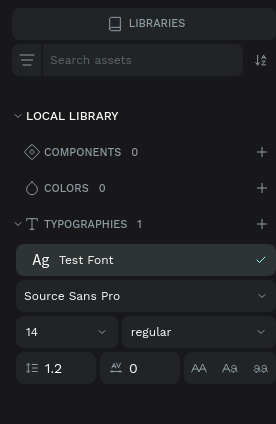 LIBRARIES
Search assets
LOCAL LIBRARY
COMPONENTS 0
COLORS 0
TYPOGRAPHIES 1
Ag Test Font
Source Sans Pro
14 regular
1.2 AV 0 AA Aa aa